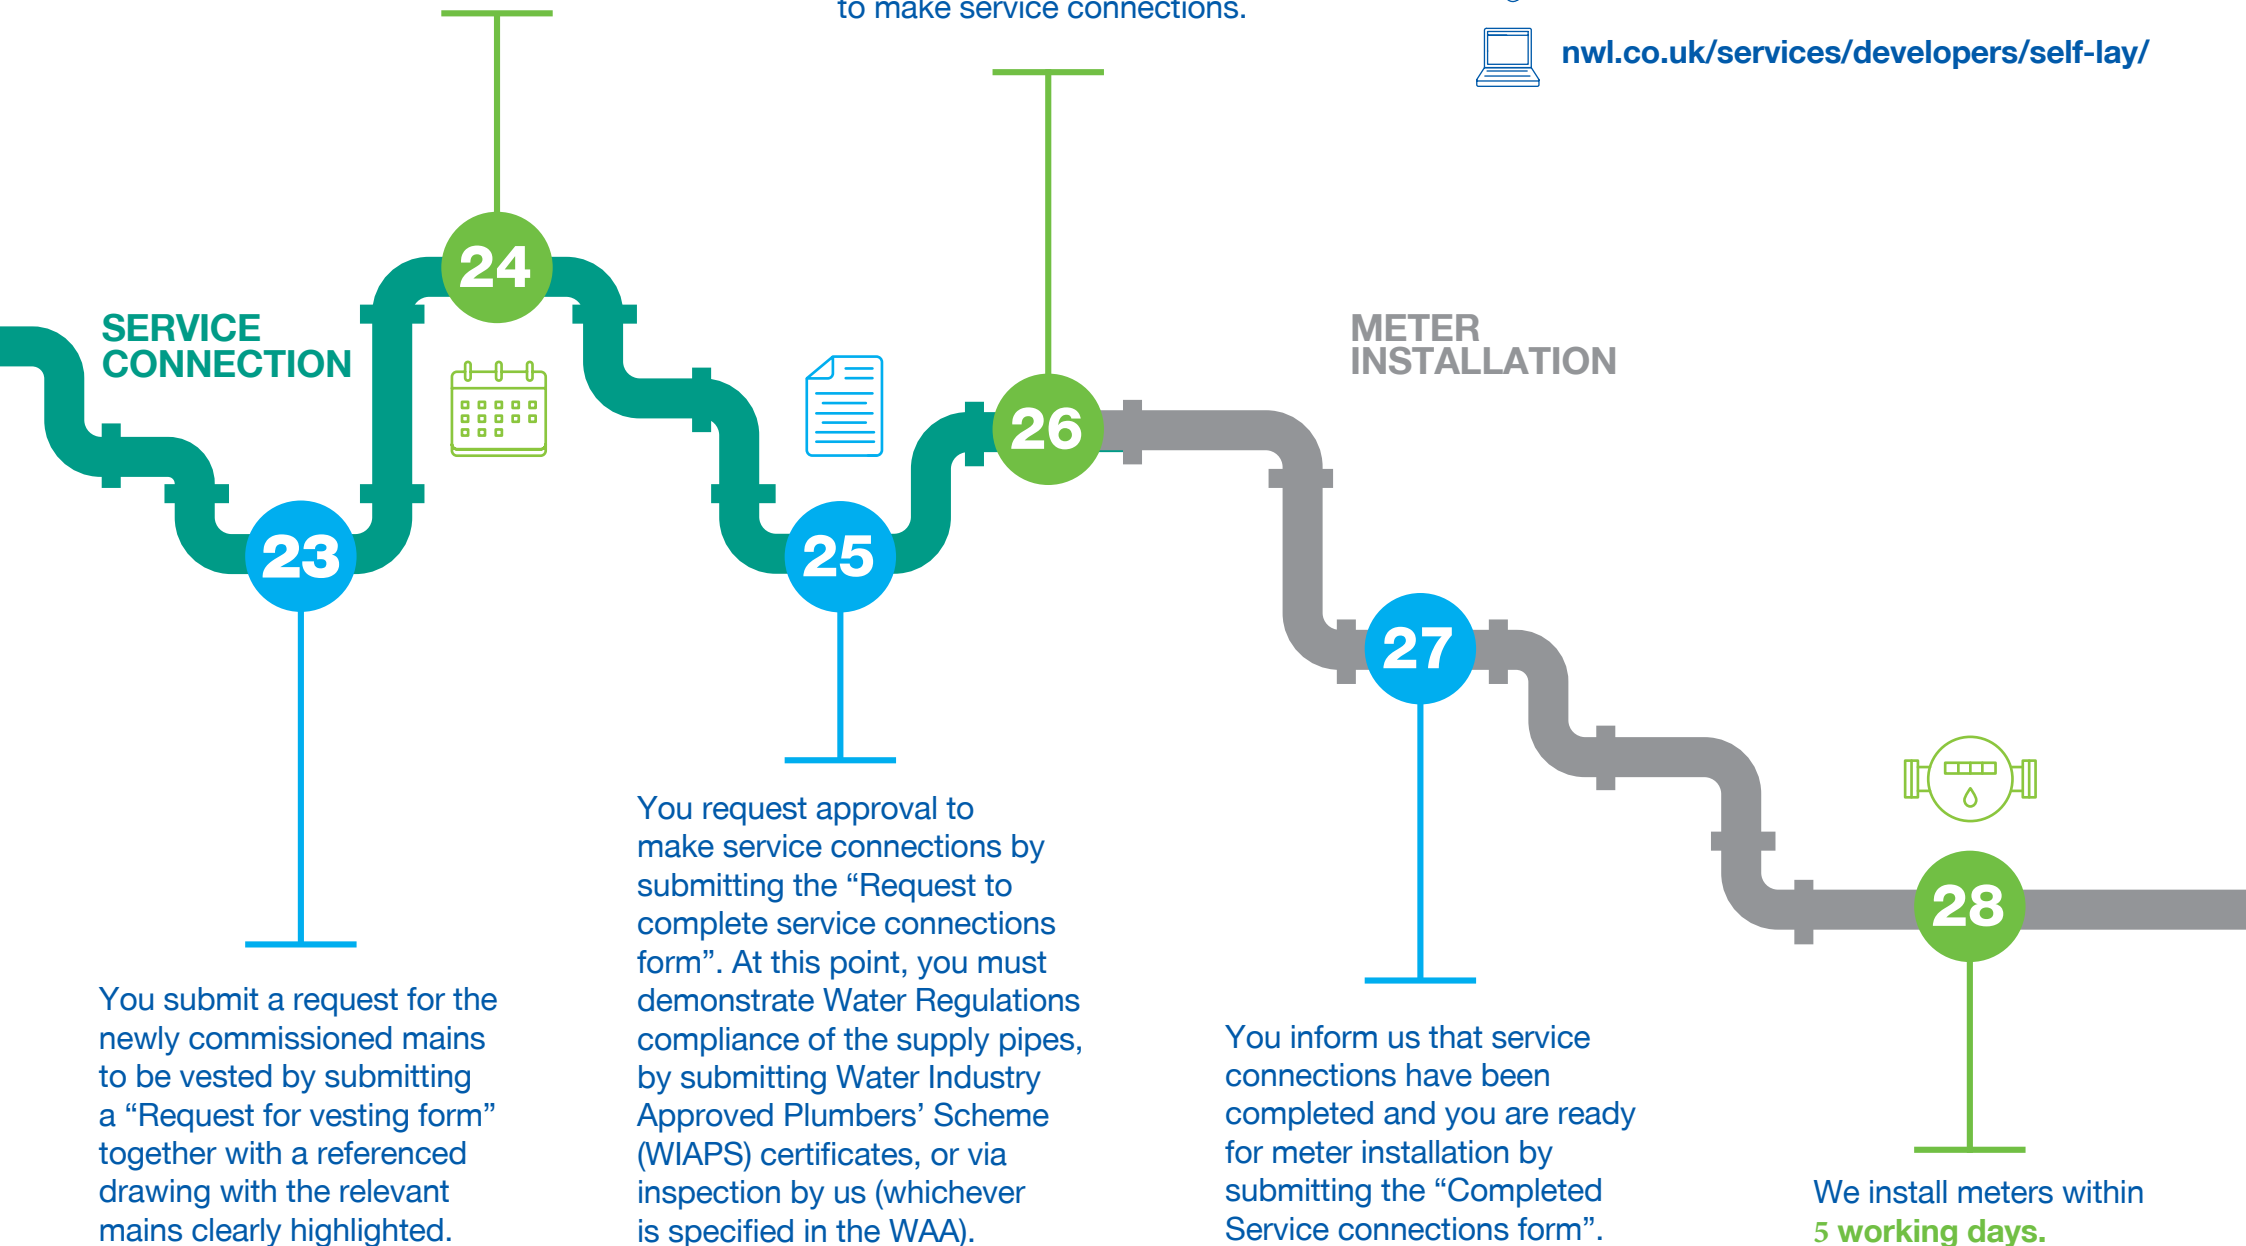 to make service connections.
nwl.co.uk/services/developers/self-lay/
24
SERVICE
CONNECTION
METER
INSTALLATION
26
23
25
27
28
You submit a request for the
newly commissioned mains
to be vested by submitting
a “Request for vesting form”
together with a referenced
drawing with the relevant
mains clearly highlighted.
You request approval to
make service connections by
submitting the “Request to
complete service connections
form”. At this point, you must
demonstrate Water Regulations
compliance of the supply pipes,
by submitting Water Industry
Approved Plumbers’ Scheme
(WIAPS) certificates, or via
inspection by us (whichever
is specified in the WAA).
You inform us that service
connections have been
completed and you are ready
for meter installation by
submitting the “Completed
Service connections form”.
We install meters within
5 working days.